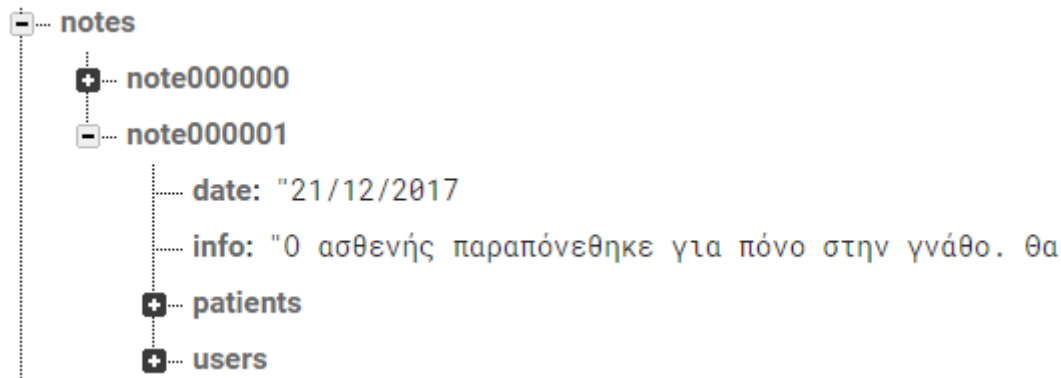 notes
note000000
note000001
date: "21/12/2017
info: "Ο ασθενής παραπόνεθηκε για πόνο στην γνάθο. Θα
patients
users